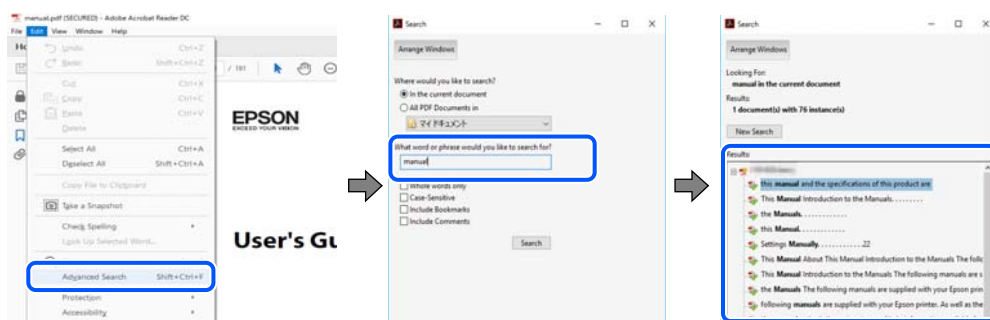 manual.pdf (SECURED) - Adobe Acrobat Reader DC
File Edit View Window Help
Undo Ctrl+Z
Shift+Ctrl+Z
Cut Ctrl+X
Copy Ctrl+C
Paste Ctrl+V
Delete
Select All Ctrl+A
Deselect All Shift+Ctrl+A
Copy File to Clipboard
Take a Snapshot
Check Spelling
Look Up Selected Word...
Advanced Search Shift+Ctrl+F
Protection
Accessibility
/ 181
EPSON
EXCEED YOUR VISION
User's Gu
Search
Arrange Windows
Where would you like to search?
In the current document
All PDF Documents in
マイドキュメント
What word or phrase would you like to search for?
manual
Whole words only
Case-Sensitive
Include Bookmarks
Include Comments
Search
Search
Arrange Windows
Looking For:
manual in the current document
Results:
1 document(s) with 76 instance(s)
New Search
Results:
this manual and the specifications of this product are
This Manual Introduction to the Manuals. . . . . . . . .
the Manuals. . . . . . . . . . . . .
this Manual. . . . . . . . . . . . .
Settings Manually. . . . . . . . . . . . .22
This Manual About This Manual Introduction to the Manuals The follo
This Manual Introduction to the Manuals The following manuals are s
the Manuals The following manuals are supplied with your Epson prin
following manuals are supplied with your Epson printer. As well as the